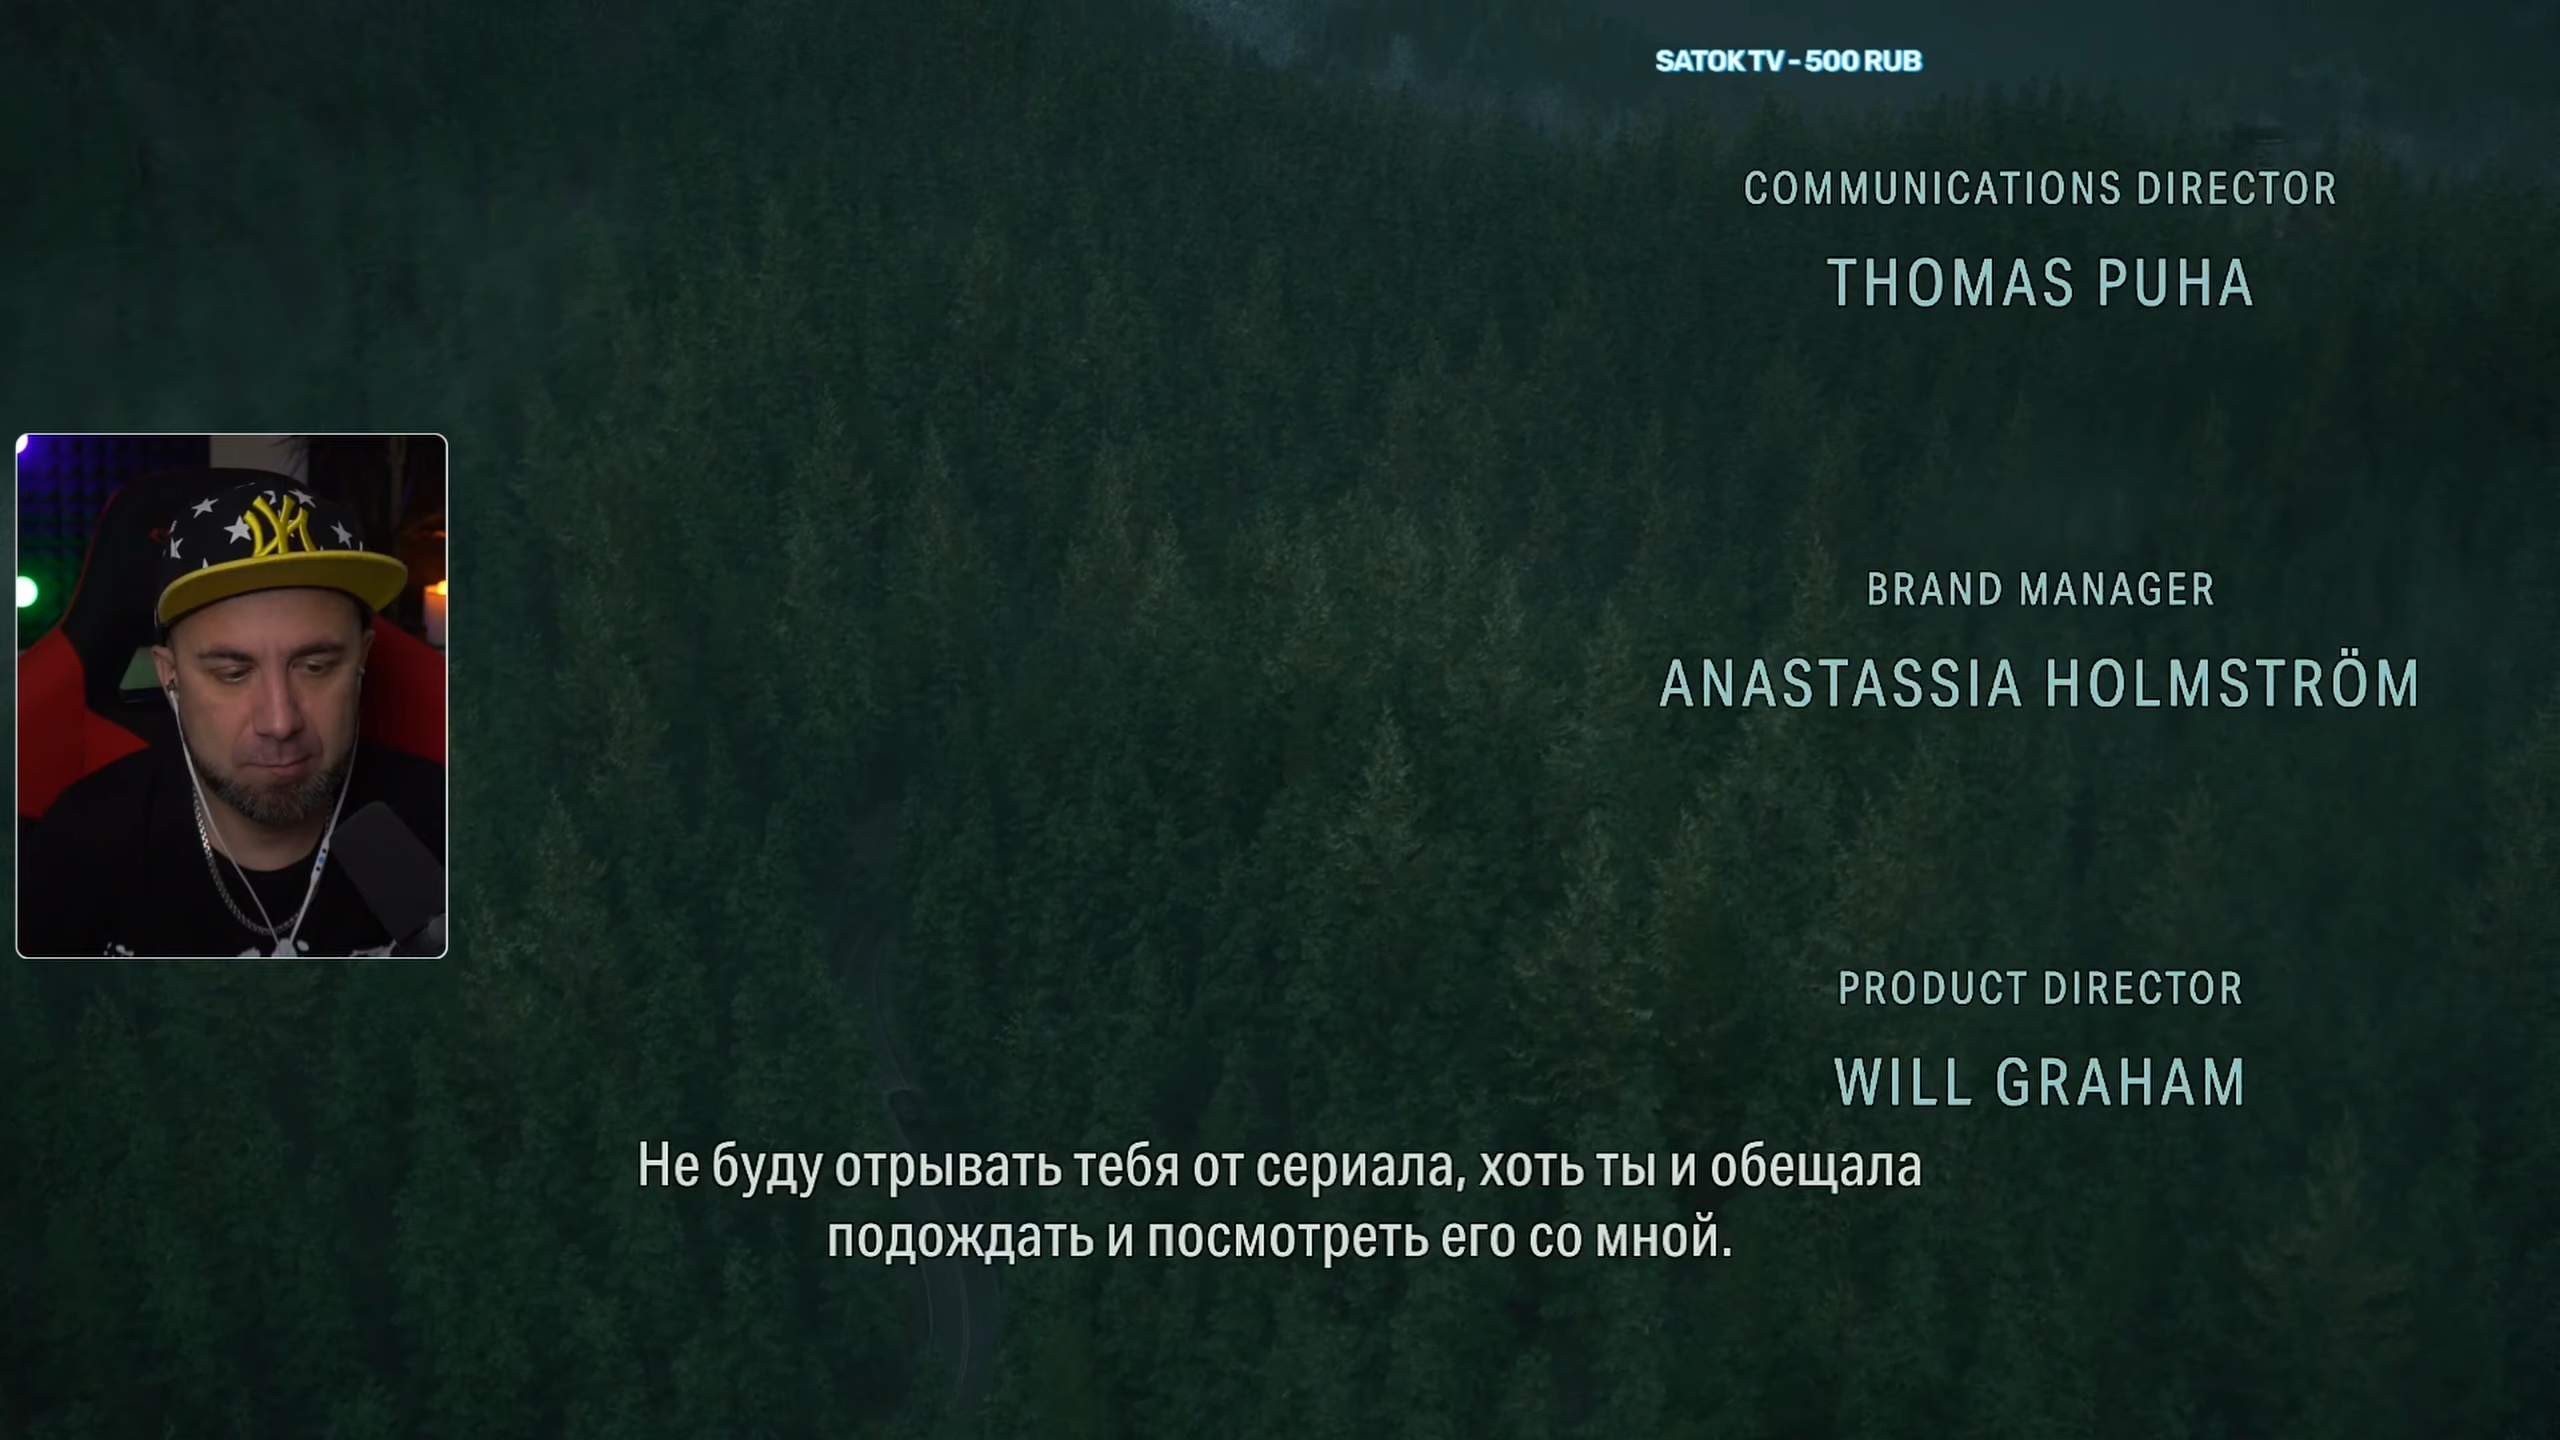 SATOK TV - 500 RUB
COMMUNICATIONS DIRECTOR
THOMAS PUHA
BRAND MANAGER
ANASTASSIA HOLMSTRÖM
PRODUCT DIRECTOR
WILL GRAHAM
Не буду отрывать тебя от сериала, хоть ты и обещала
подождать и посмотреть его со мной.